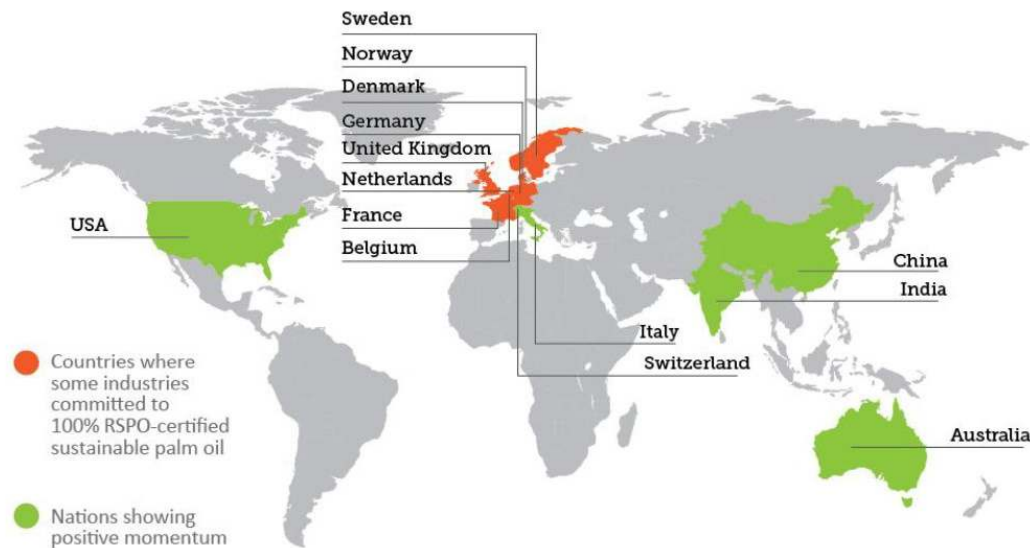 Sweden
Norway
Denmark
Germany
United Kingdom
Netherlands
France
Belgium
USA
China
India
Italy
Switzerland
Australia
Countries where
some industries
committed to
100% RSPO-certified
sustainable palm oil
Nations showing
positive momentum